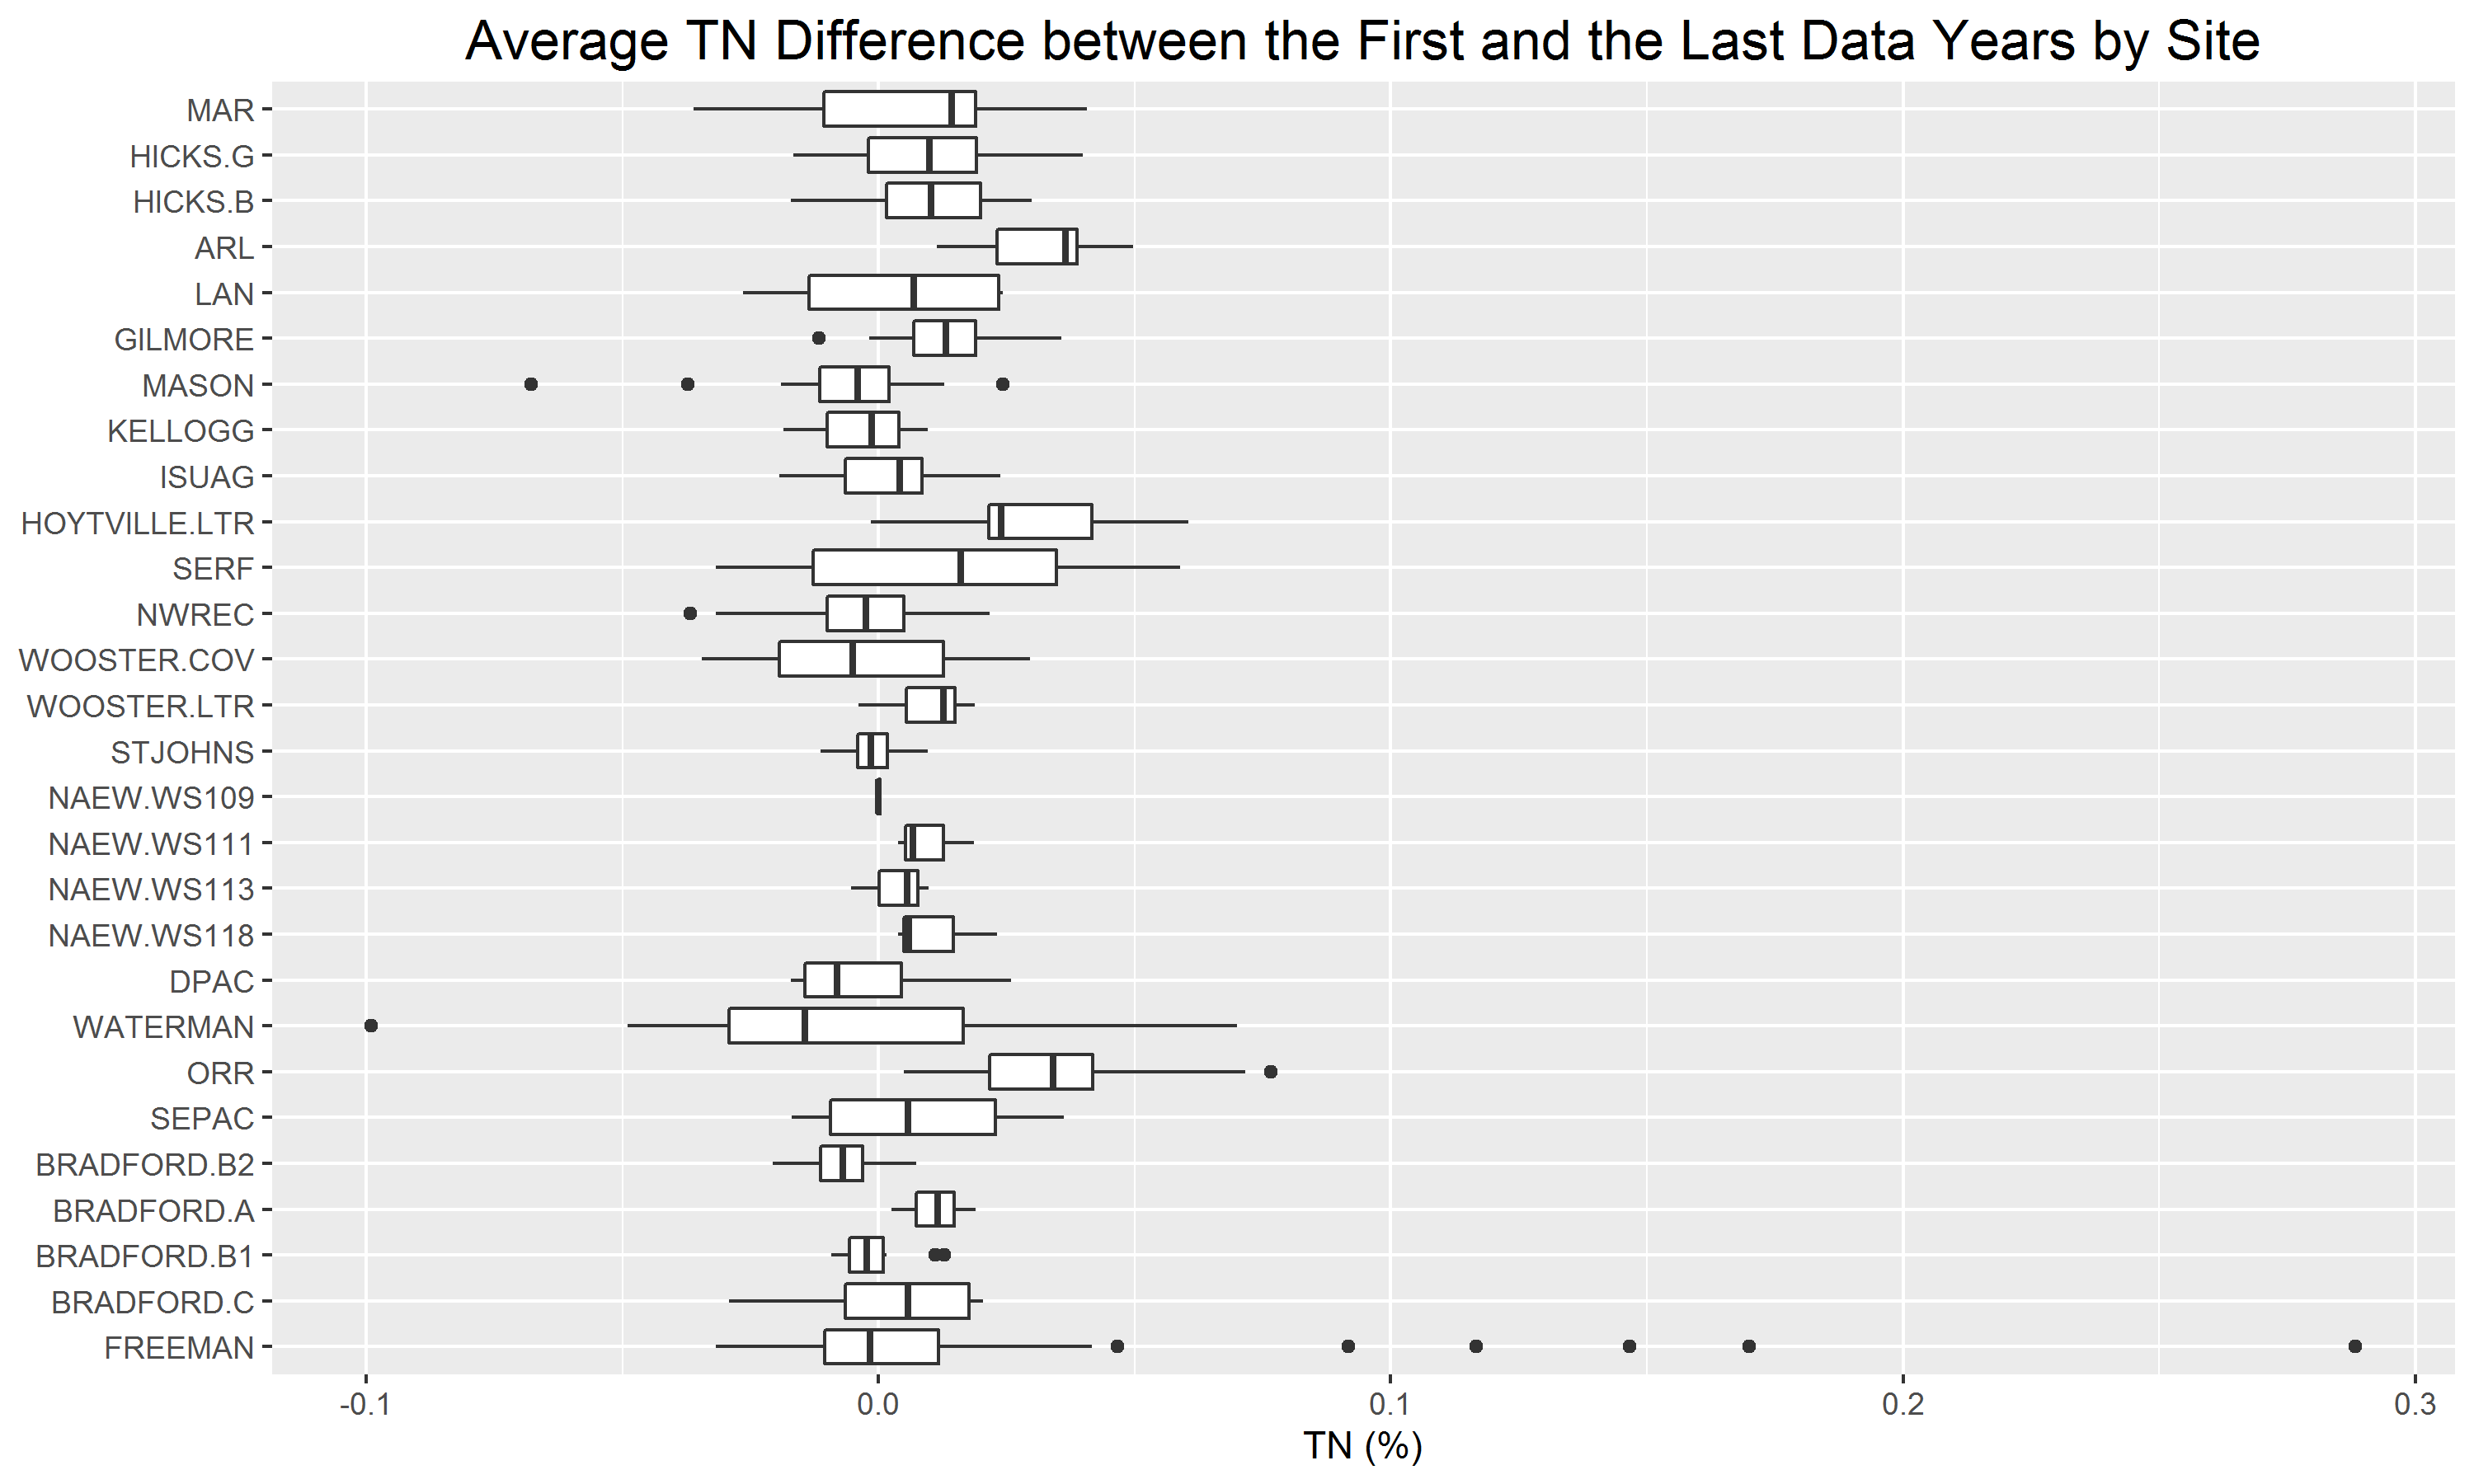 Average TN Difference between the First and the Last Data Years by Site
MAR
HICKS.G
HICKS.B
ARL
LAN
GILMORE
MASON
KELLOGG
ISUAG
HOYTVILLE.LTR
SERF
NWREC
WOOSTER.COV
WOOSTER.LTR
STJOHNS
NAEW.WS109
NAEW.WS111
NAEW.WS113
NAEW.WS118
DPAC
WATERMAN
ORR
SEPAC
BRADFORD.B2
BRADFORD.A
BRADFORD.B1
BRADFORD.C
FREEMAN
-0.1 0.0 0.1 0.2 0.3
TN (%)